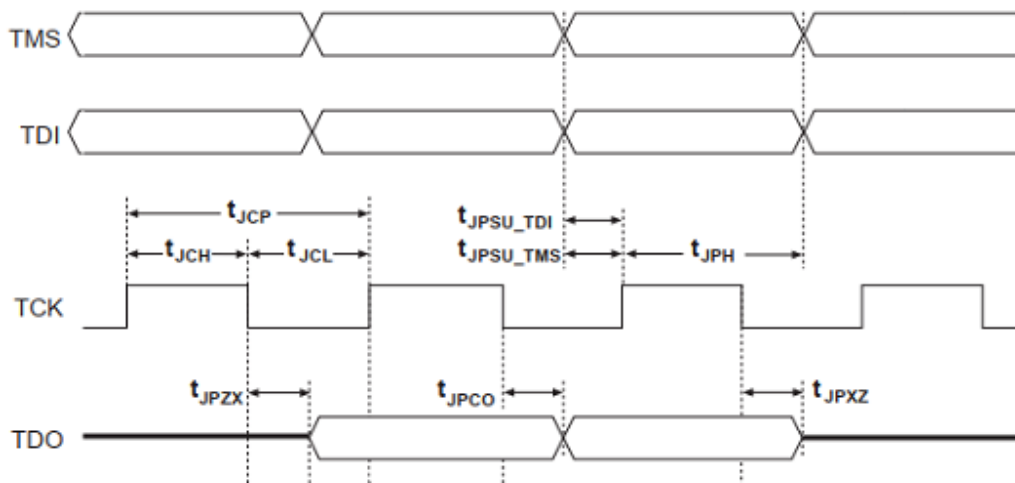 TMS
TDI
tJCP
tJPSU_TDI
tJCH tJCL tJPSU_TMS tJPH
TCK
tJPZX tJPCO tJPXZ
TDO